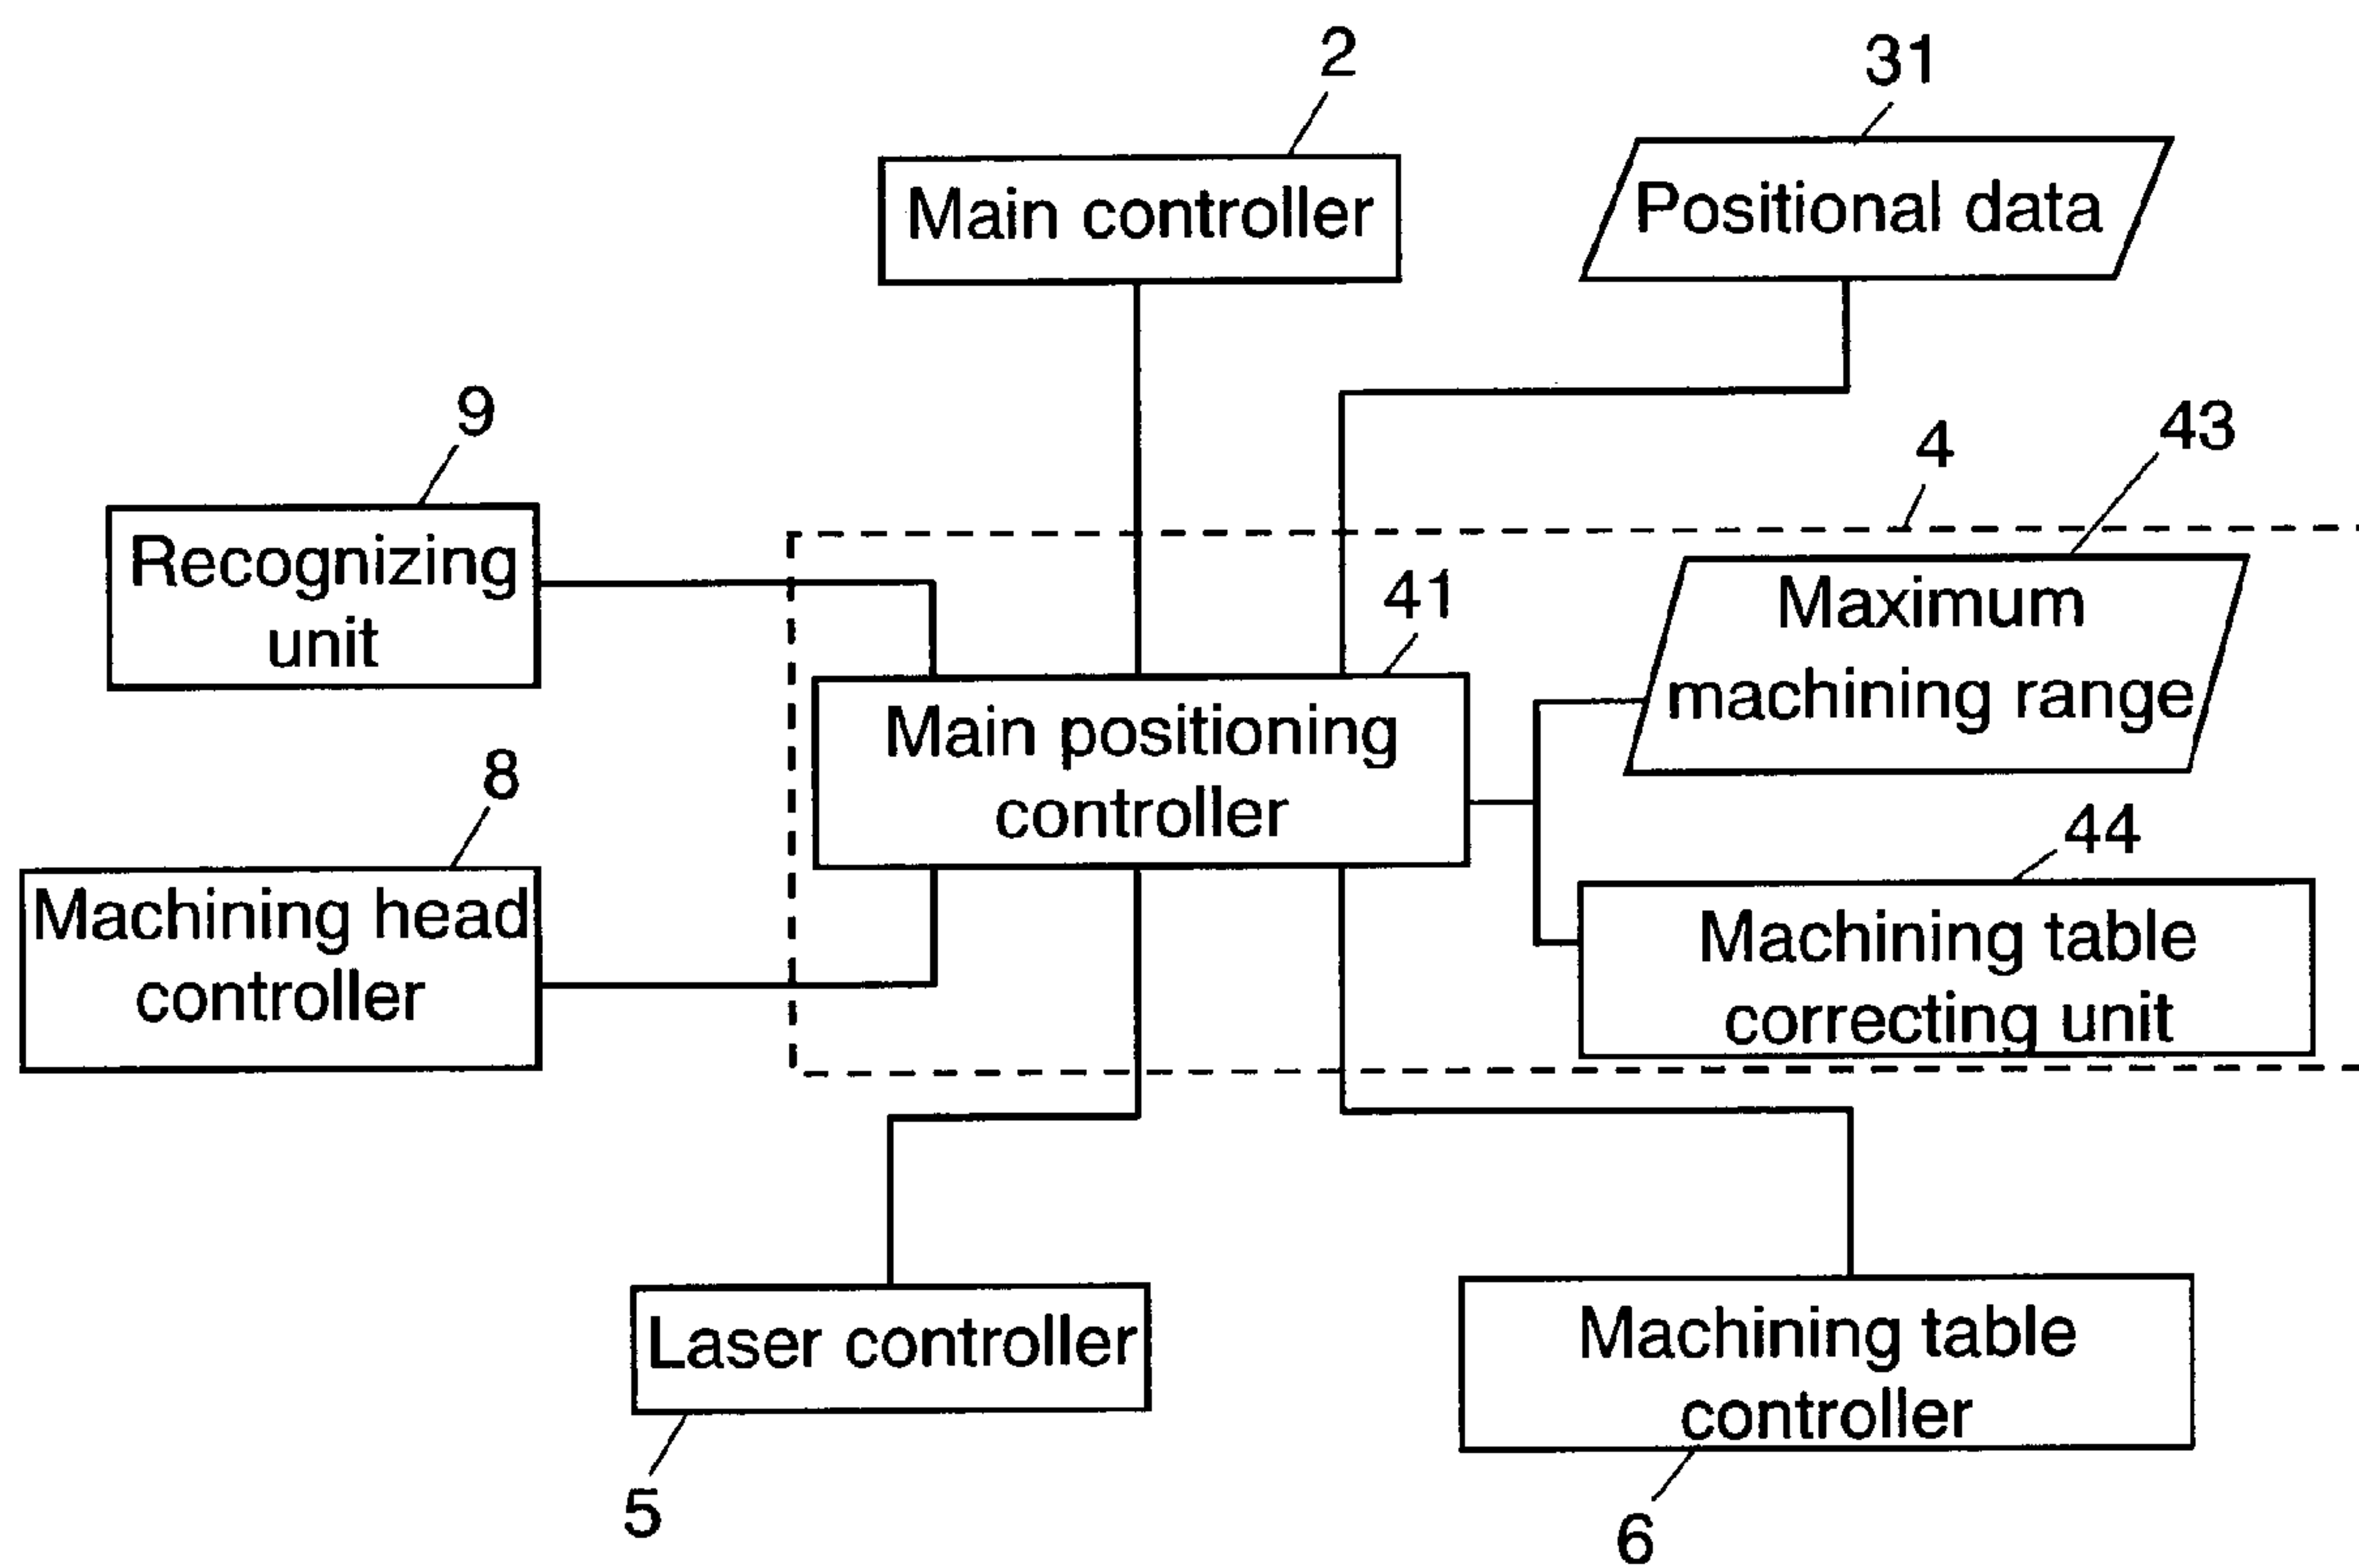 2
31
Main controller
Positional data
9
4
43
Recognizing
unit
41
Maximum
machining range
Main positioning
controller
8
44
Machining head
controller
Machining table
correcting unit
Laser controller
Machining table
controller
5
6